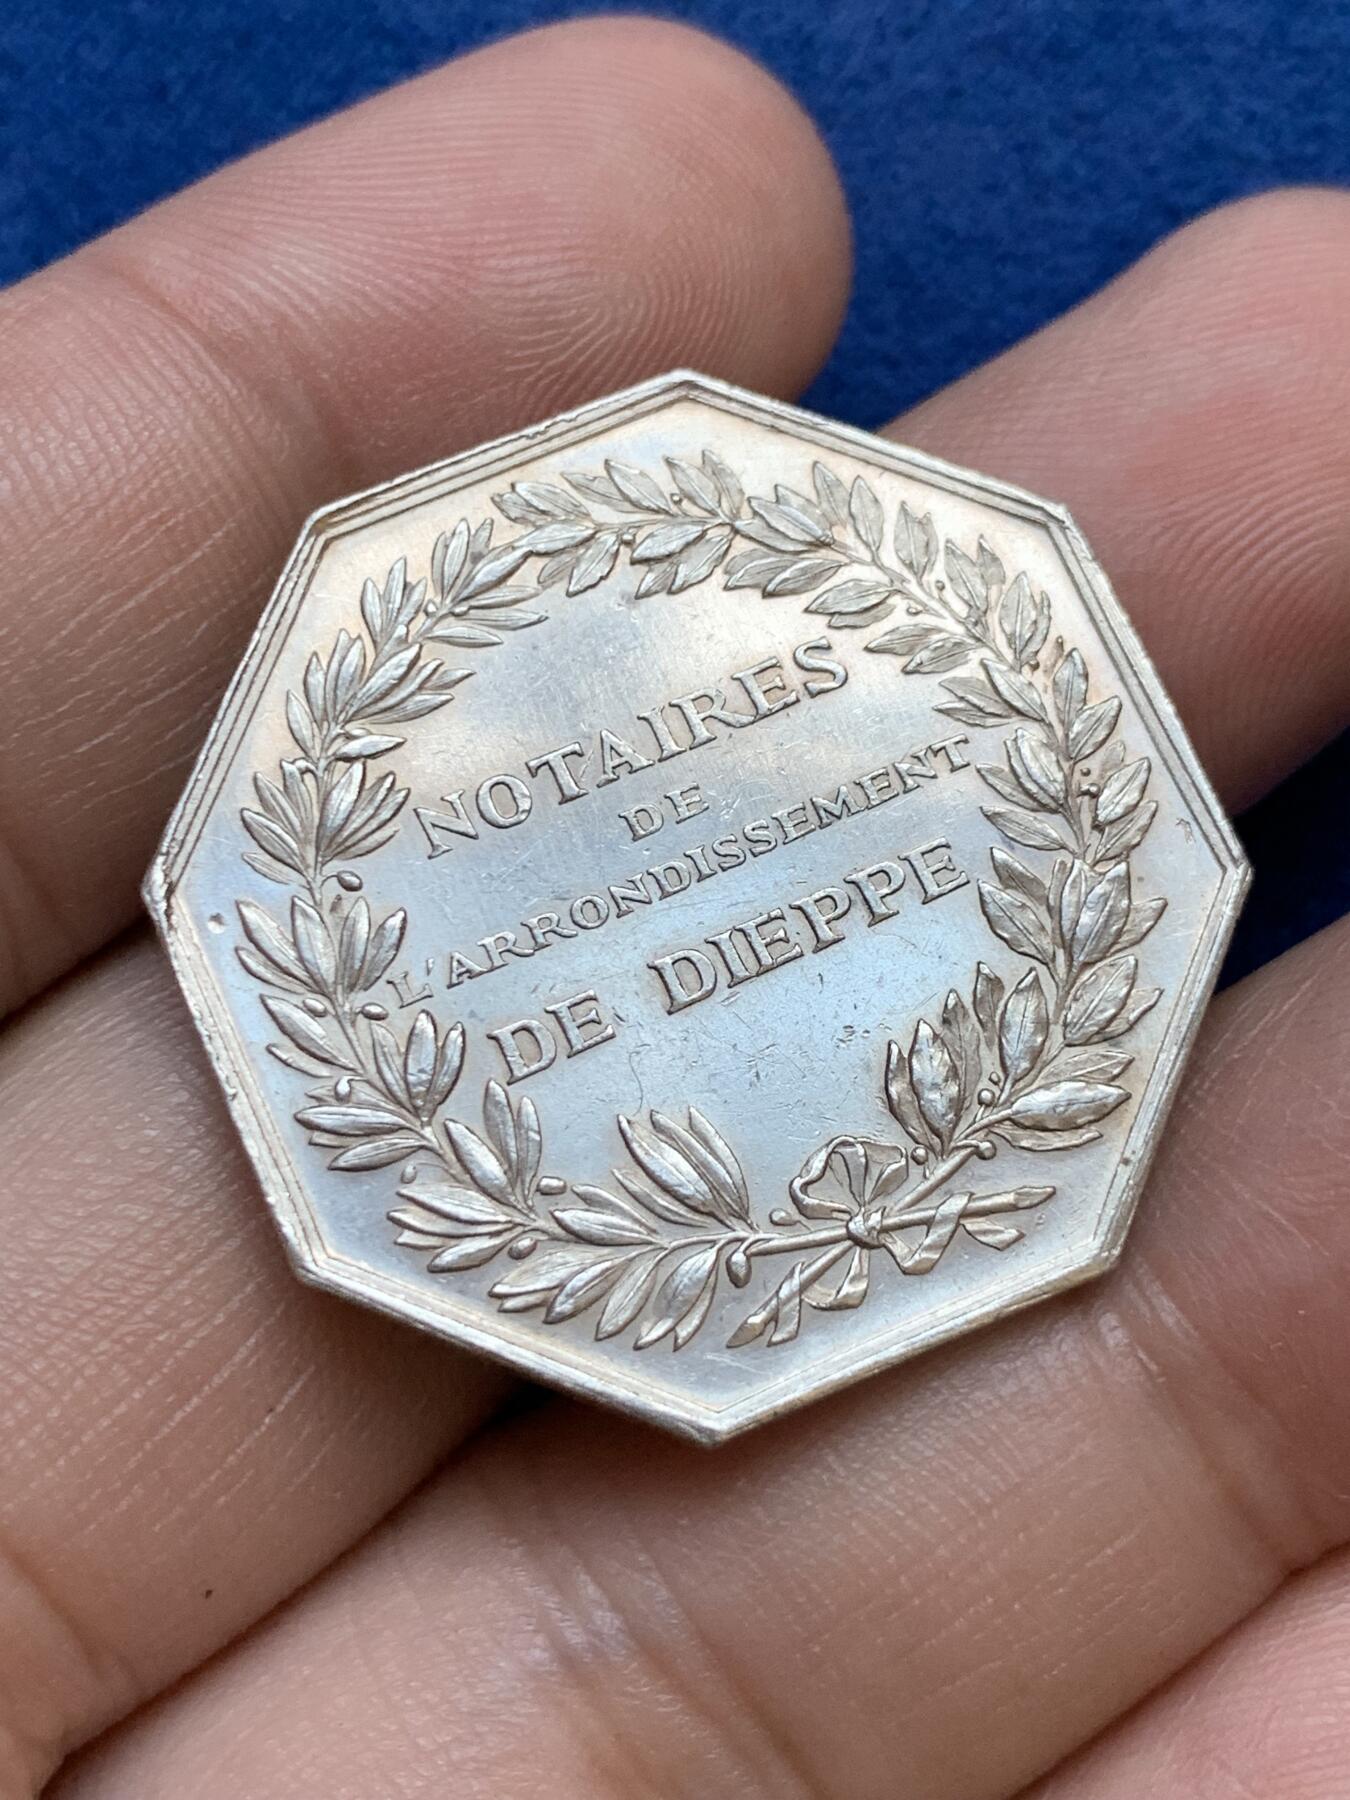 NOTAIRES
DE
L'ARRONDISSEMENT
DE DIEPPE